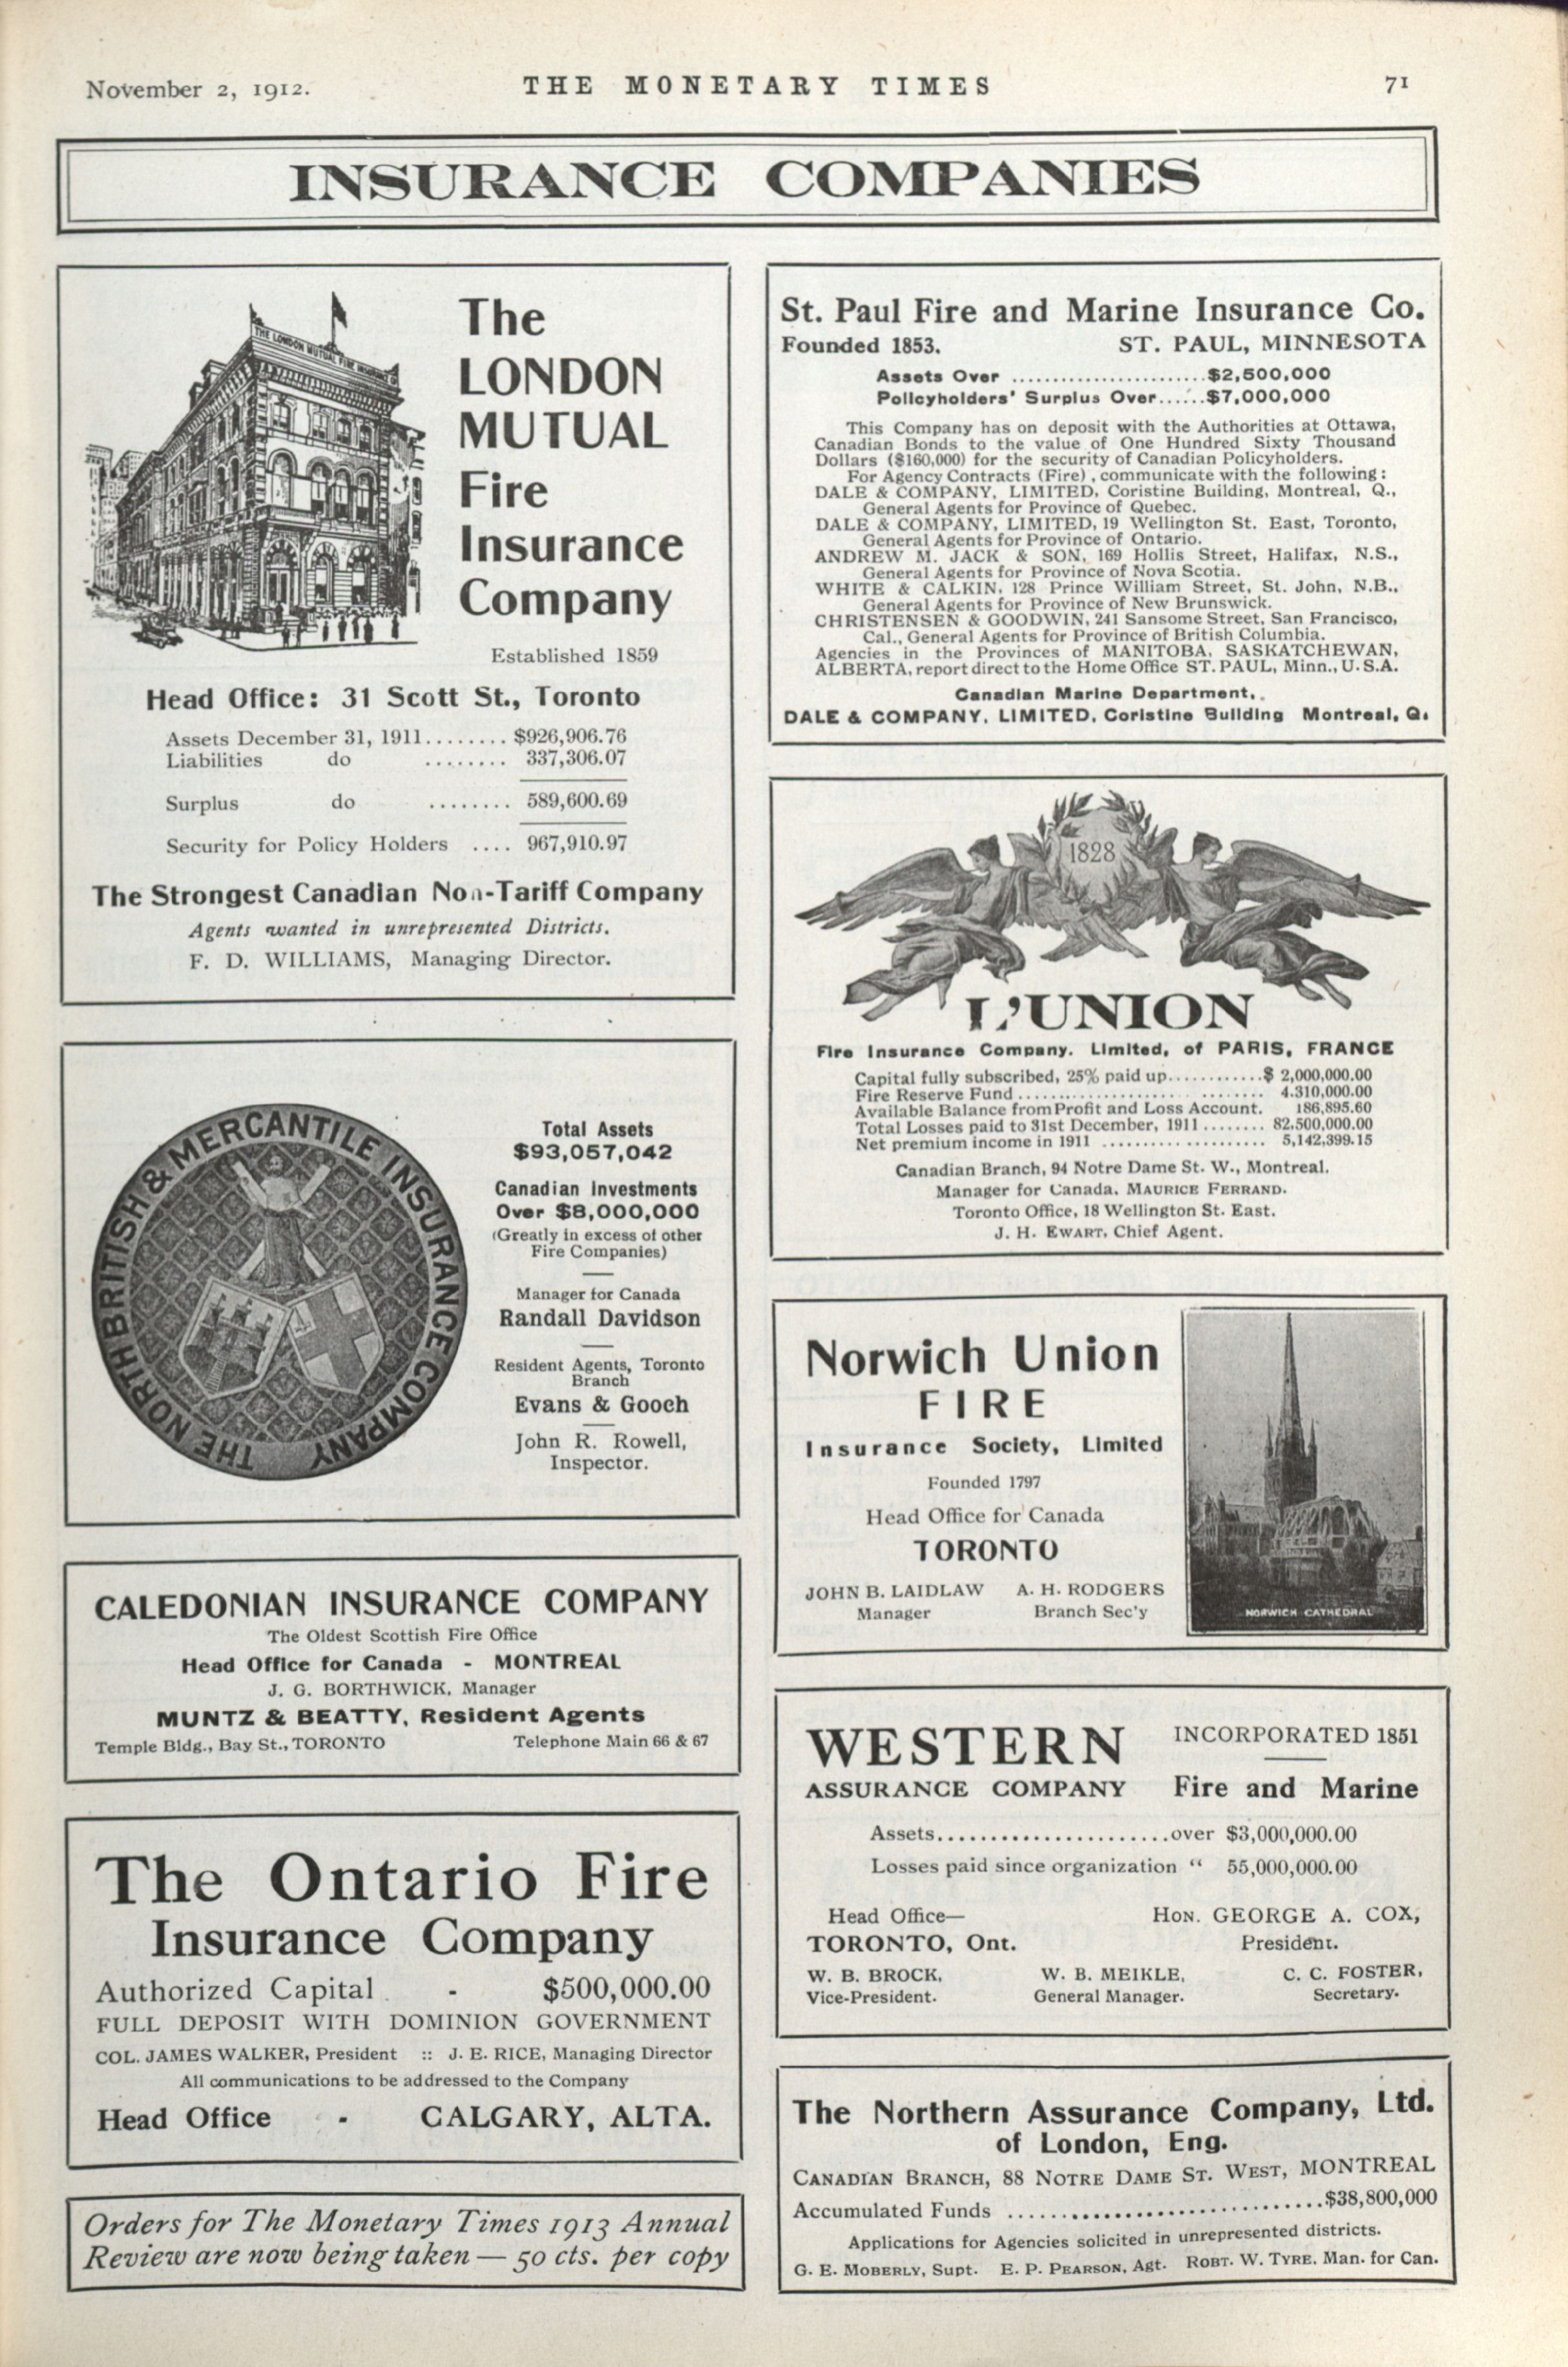 November 2, 1912.
THE MONETARY TIMES
71
INSURANCE COMPANIES
THE LONDON MUTUAL FIRE INSURANCE CO
The
LONDON
MUTUAL
Fire
Insurance
Company
Established 1859
Head Office: 31 Scott St., Toronto
Assets December 31, 1911........ $926,906.76
Liabilities do ........ 337,306.07
Surplus do ........ 589,600.69
Security for Policy Holders .... 967,910.97
The Strongest Canadian Non-Tariff Company
Agents wanted in unrepresented Districts.
F. D. WILLIAMS, Managing Director.
THE NORTH BRITISH & MERCANTILE INSURANCE COMPANY
Total Assets
$93,057,042
Canadian Investments
Over $8,000,000
(Greatly in excess of other
Fire Companies)
Manager for Canada
Randall Davidson
Resident Agents, Toronto
Branch
Evans & Gooch
John R. Rowell,
Inspector.
CALEDONIAN INSURANCE COMPANY
The Oldest Scottish Fire Office
Head Office for Canada - MONTREAL
J. G. BORTHWICK, Manager
MUNTZ & BEATTY, Resident Agents
Temple Bldg., Bay St., TORONTO Telephone Main 66 & 67
The Ontario Fire
Insurance Company
Authorized Capital - $500,000.00
FULL DEPOSIT WITH DOMINION GOVERNMENT
COL. JAMES WALKER, President :: J. E. RICE, Managing Director
All communications to be addressed to the Company
Head Office - CALGARY, ALTA.
Orders for The Monetary Times 1913 Annual
Review are now being taken — 50 cts. per copy
St. Paul Fire and Marine Insurance Co.
Founded 1853. ST. PAUL, MINNESOTA
Assets Over ........................$2,500,000
Policyholders' Surplus Over......$7,000,000
This Company has on deposit with the Authorities at Ottawa,
Canadian Bonds to the value of One Hundred Sixty Thousand
Dollars ($160,000) for the security of Canadian Policyholders.
For Agency Contracts (Fire), communicate with the following:
DALE & COMPANY, LIMITED, Coristine Building, Montreal, Q.,
General Agents for Province of Quebec.
DALE & COMPANY, LIMITED, 19 Wellington St. East, Toronto,
General Agents for Province of Ontario.
ANDREW M. JACK & SON, 169 Hollis Street, Halifax, N.S.,
General Agents for Province of Nova Scotia.
WHITE & CALKIN, 128 Prince William Street, St. John, N.B.,
General Agents for Province of New Brunswick.
CHRISTENSEN & GOODWIN, 241 Sansome Street, San Francisco,
Cal., General Agents for Province of British Columbia.
Agencies in the Provinces of MANITOBA, SASKATCHEWAN,
ALBERTA, report direct to the Home Office ST. PAUL, Minn., U.S.A.
Canadian Marine Department,
DALE & COMPANY, LIMITED, Coristine Building Montreal, Q.
1828
L'UNION
Fire Insurance Company, Limited, of PARIS, FRANCE
Capital fully subscribed, 25% paid up............$ 2,000,000.00
Fire Reserve Fund ............................... 4,310,000.00
Available Balance from Profit and Loss Account. 186,895.60
Total Losses paid to 31st December, 1911 ........ 82,500,000.00
Net premium income in 1911 .................... 5,142,399.15
Canadian Branch, 94 Notre Dame St. W., Montreal.
Manager for Canada, MAURICE FERRAND.
Toronto Office, 18 Wellington St. East.
J. H. EWART, Chief Agent.
Norwich Union
FIRE
Insurance Society, Limited
Founded 1797
Head Office for Canada
TORONTO
JOHN B. LAIDLAW A. H. RODGERS
Manager Branch Sec'y
NORWICH CATHEDRAL
WESTERN INCORPORATED 1851
ASSURANCE COMPANY Fire and Marine
Assets.......................over $3,000,000.00
Losses paid since organization “ 55,000,000.00
Head Office— HON. GEORGE A. COX,
TORONTO, Ont. President.
W. B. BROCK, W. B. MEIKLE, C. C. FOSTER,
Vice-President. General Manager. Secretary.
The Northern Assurance Company, Ltd.
of London, Eng.
CANADIAN BRANCH, 88 NOTRE DAME ST. WEST, MONTREAL
Accumulated Funds ..................................$38,800,000
Applications for Agencies solicited in unrepresented districts.
G. E. MOBERLY, Supt. E. P. PEARSON, Agt. ROBT. W. TYRE, Man. for Can.